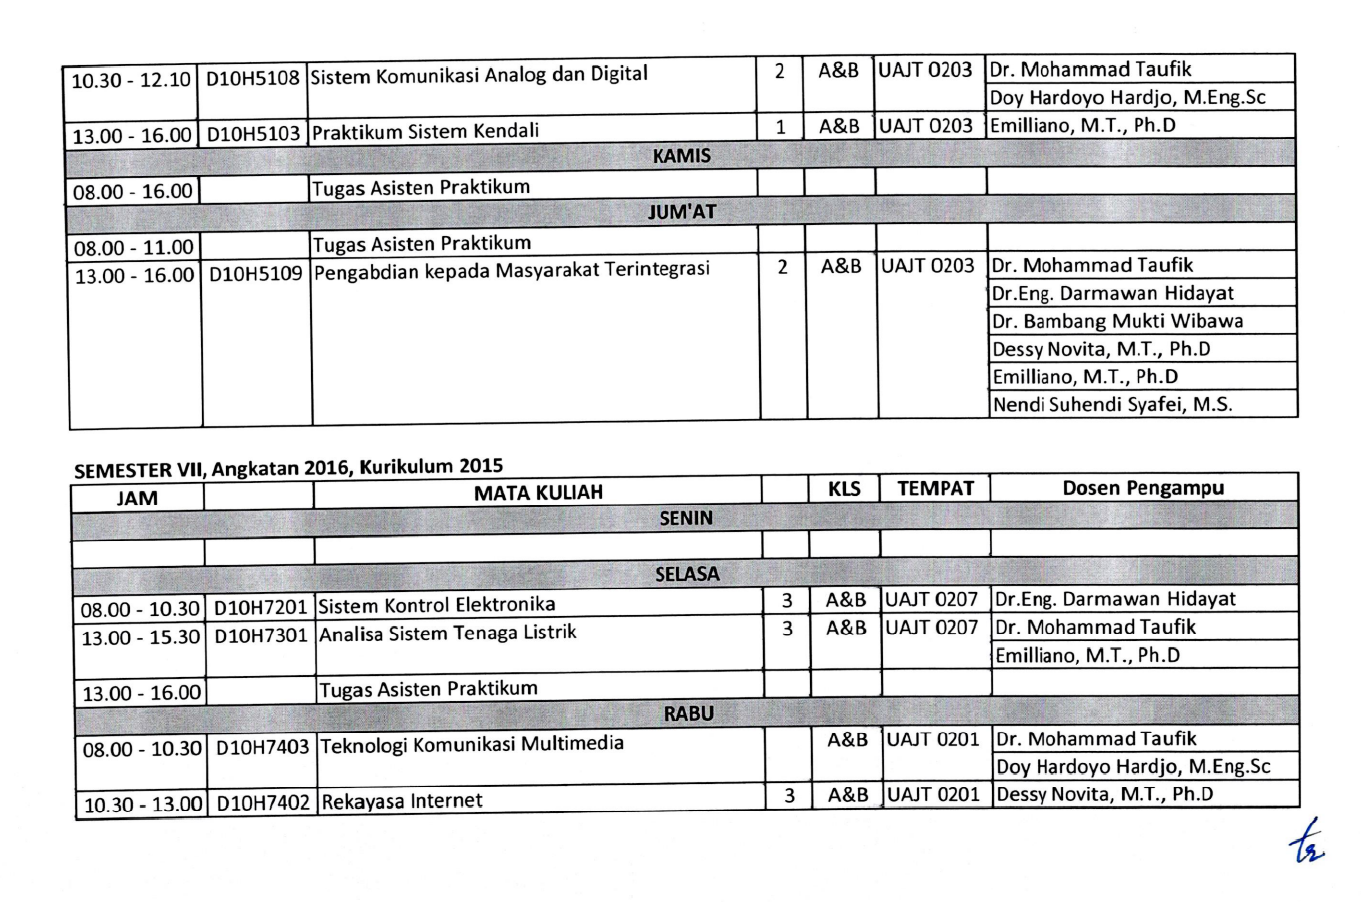 10.30 - 12.10 D10H5108 Sistem Komunikasi Analog dan Digital 2 A&B UAJT 0203 Dr. Mohammad Taufik
Doy Hardoyo Hardjo, M.Eng.Sc
13.00 - 16.00 D10H5103 Praktikum Sistem Kendali 1 A&B UAJT 0203 Emilliano, M.T., Ph.D
KAMIS
08.00 - 16.00 Tugas Asisten Praktikum
JUM'AT
08.00 - 11.00 Tugas Asisten Praktikum
13.00 - 16.00 D10H5109 Pengabdian kepada Masyarakat Terintegrasi 2 A&B UAJT 0203 Dr. Mohammad Taufik
Dr.Eng. Darmawan Hidayat
Dr. Bambang Mukti Wibawa
Dessy Novita, M.T., Ph.D
Emilliano, M.T., Ph.D
Nendi Suhendi Syafei, M.S.
SEMESTER VII, Angkatan 2016, Kurikulum 2015
JAM MATA KULIAH KLS TEMPAT Dosen Pengampu
SENIN
SELASA
08.00 - 10.30 D10H7201 Sistem Kontrol Elektronika 3 A&B UAJT 0207 Dr.Eng. Darmawan Hidayat
13.00 - 15.30 D10H7301 Analisa Sistem Tenaga Listrik 3 A&B UAJT 0207 Dr. Mohammad Taufik
Emilliano, M.T., Ph.D
13.00 - 16.00 Tugas Asisten Praktikum
RABU
08.00 - 10.30 D10H7403 Teknologi Komunikasi Multimedia A&B UAJT 0201 Dr. Mohammad Taufik
Doy Hardoyo Hardjo, M.Eng.Sc
10.30 - 13.00 D10H7402 Rekayasa Internet 3 A&B UAJT 0201 Dessy Novita, M.T., Ph.D